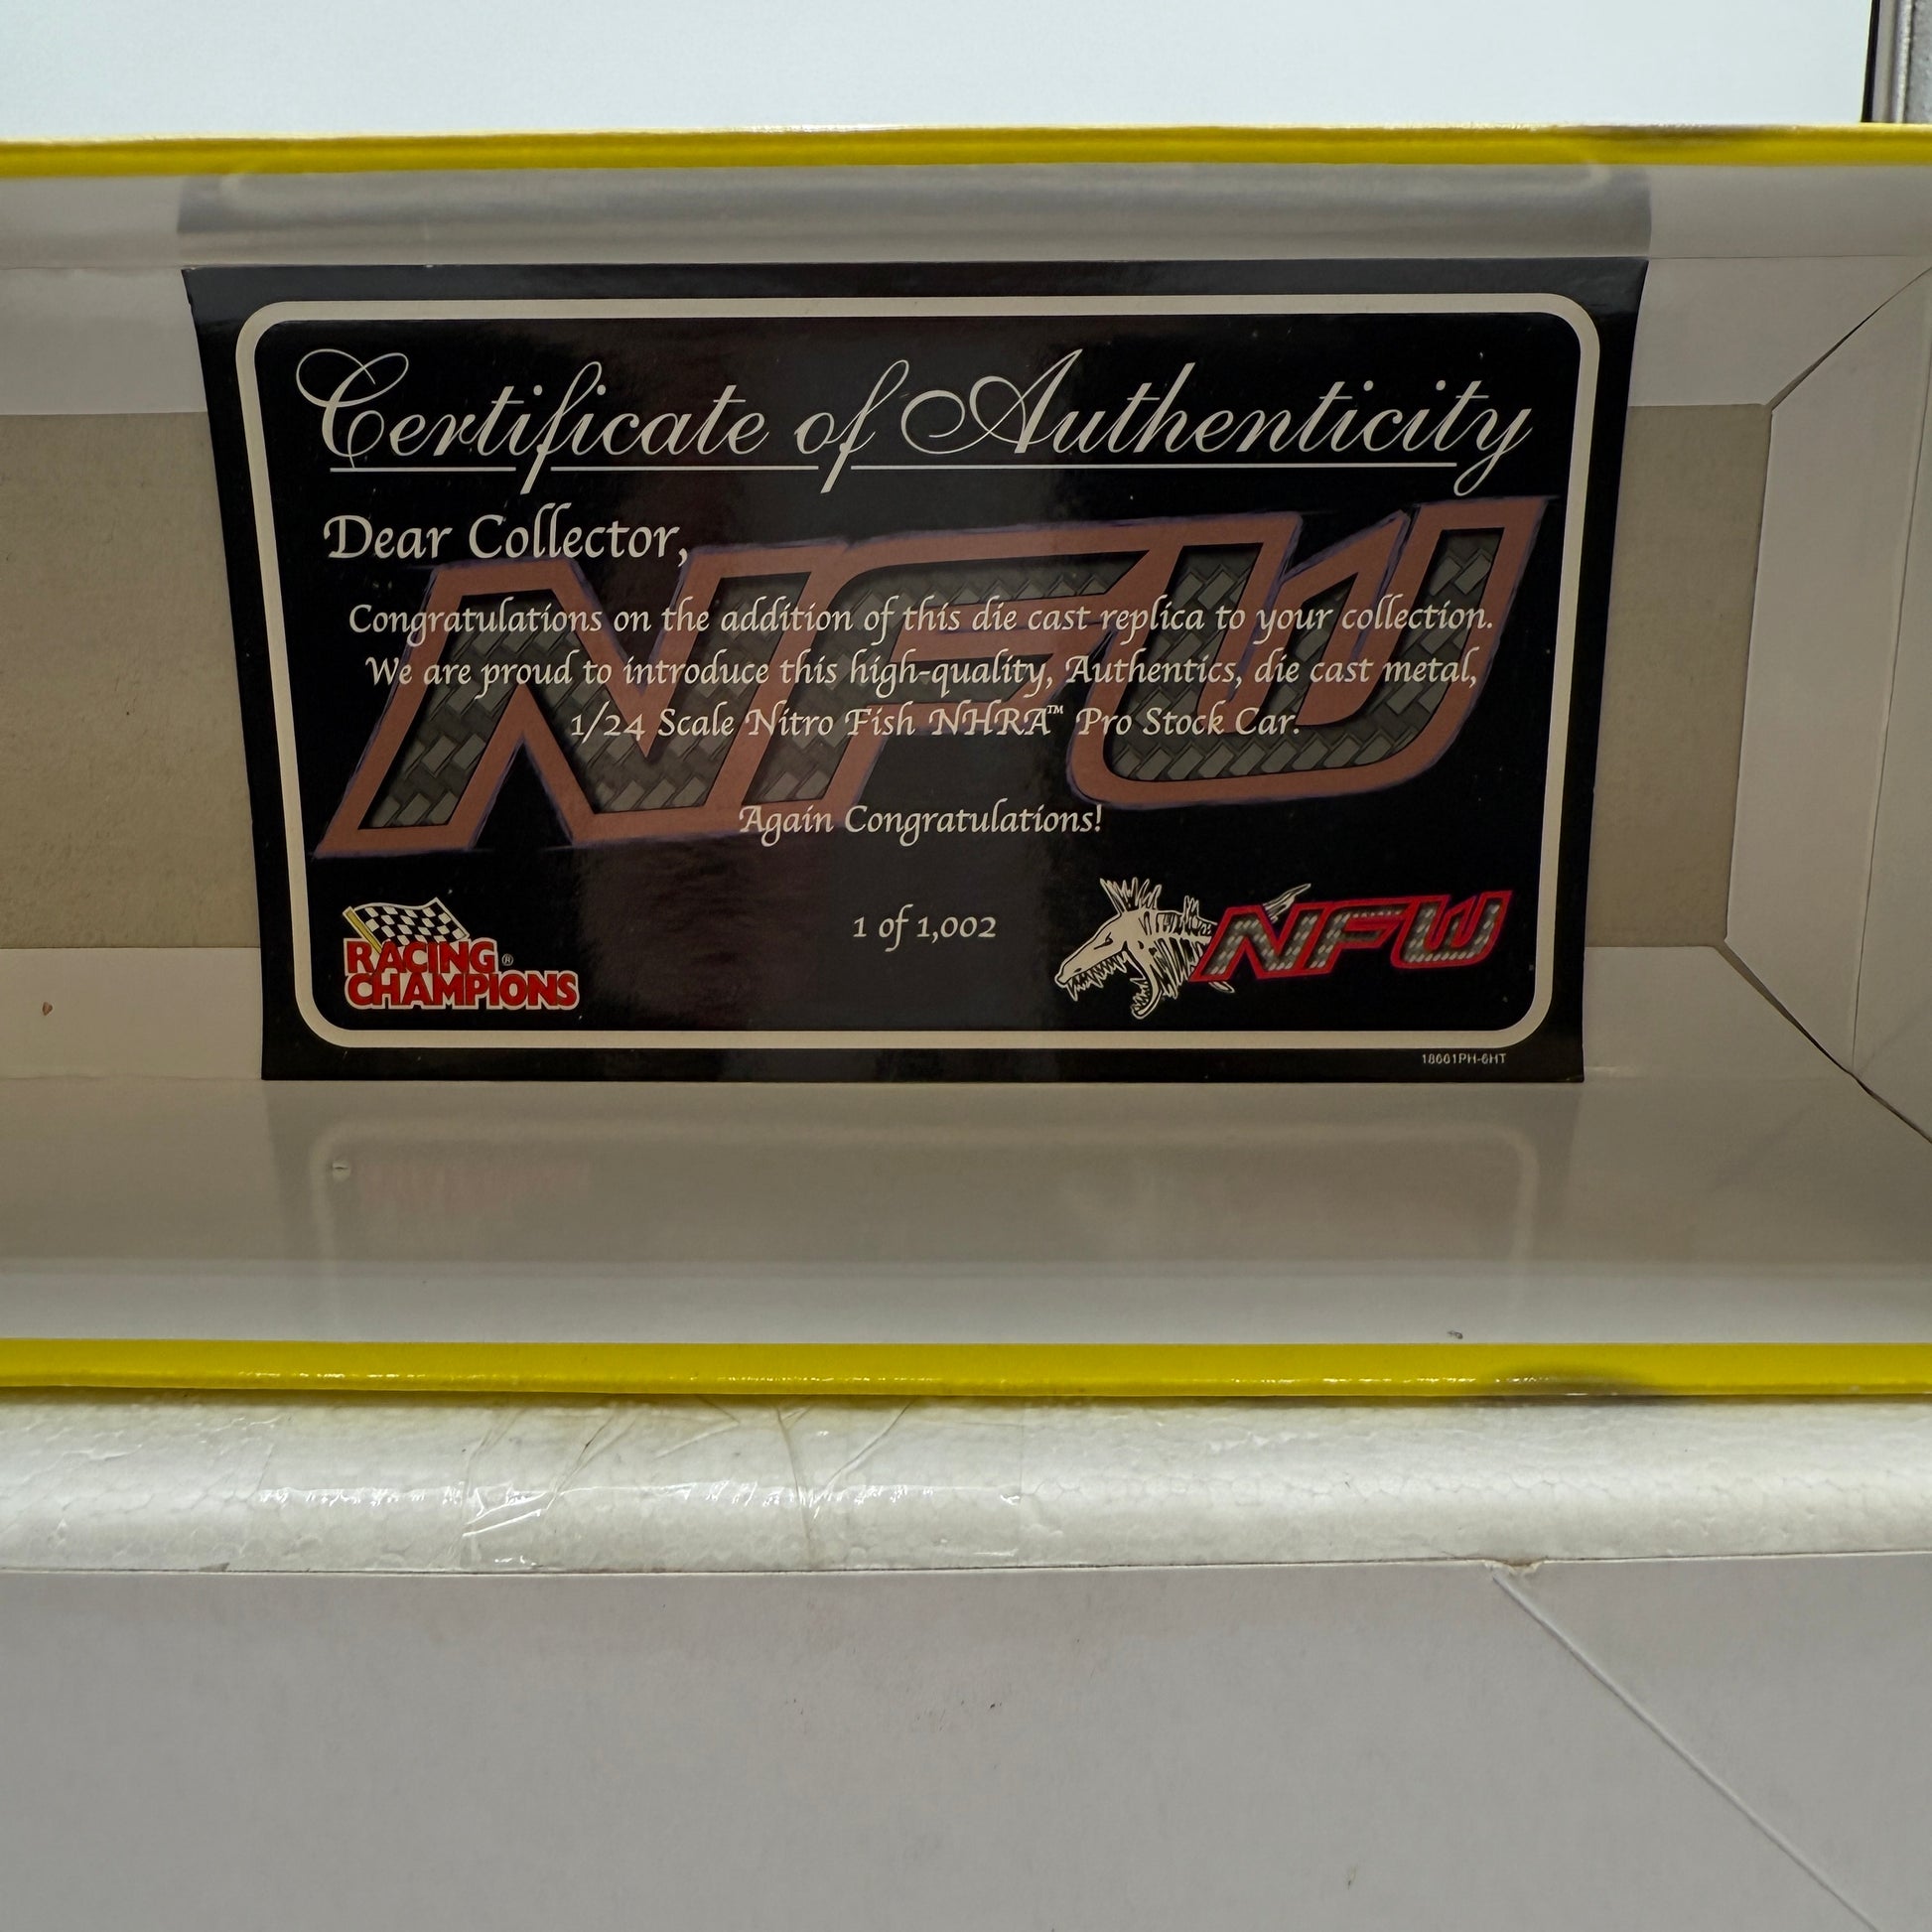 Certificate of Authenticity
Dear Collector,
NFW
Congratulations on the addition of this die cast replica to your collection.
We are proud to introduce this high-quality, Authentics, die cast metal,
1/24 Scale Nitro Fish NHRA™ Pro Stock Car.
Again Congratulations!
1 of 1,002
RACING ®
CHAMPIONS
NFW
18661PH-6HT